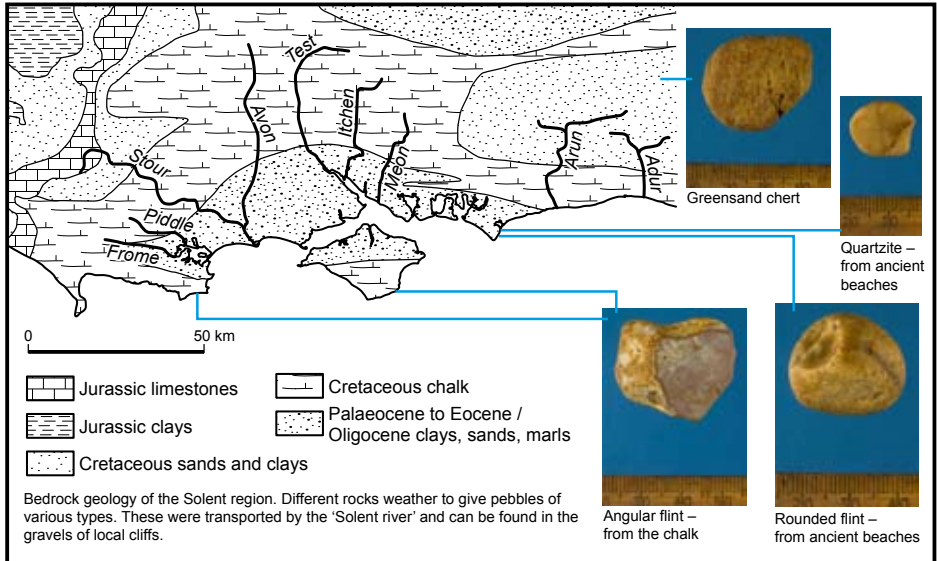 Test
Itchen
Avon
Meon
Arun
Adur
Stour
Piddle
Frome
Greensand chert
Quartzite –
from ancient
beaches
0 50 km
Jurassic limestones
Jurassic clays
Cretaceous sands and clays
Cretaceous chalk
Palaeocene to Eocene /
Oligocene clays, sands, marls
Bedrock geology of the Solent region. Different rocks weather to give pebbles of
various types. These were transported by the ‘Solent river’ and can be found in the
gravels of local cliffs.
Angular flint –
from the chalk
Rounded flint –
from ancient beaches